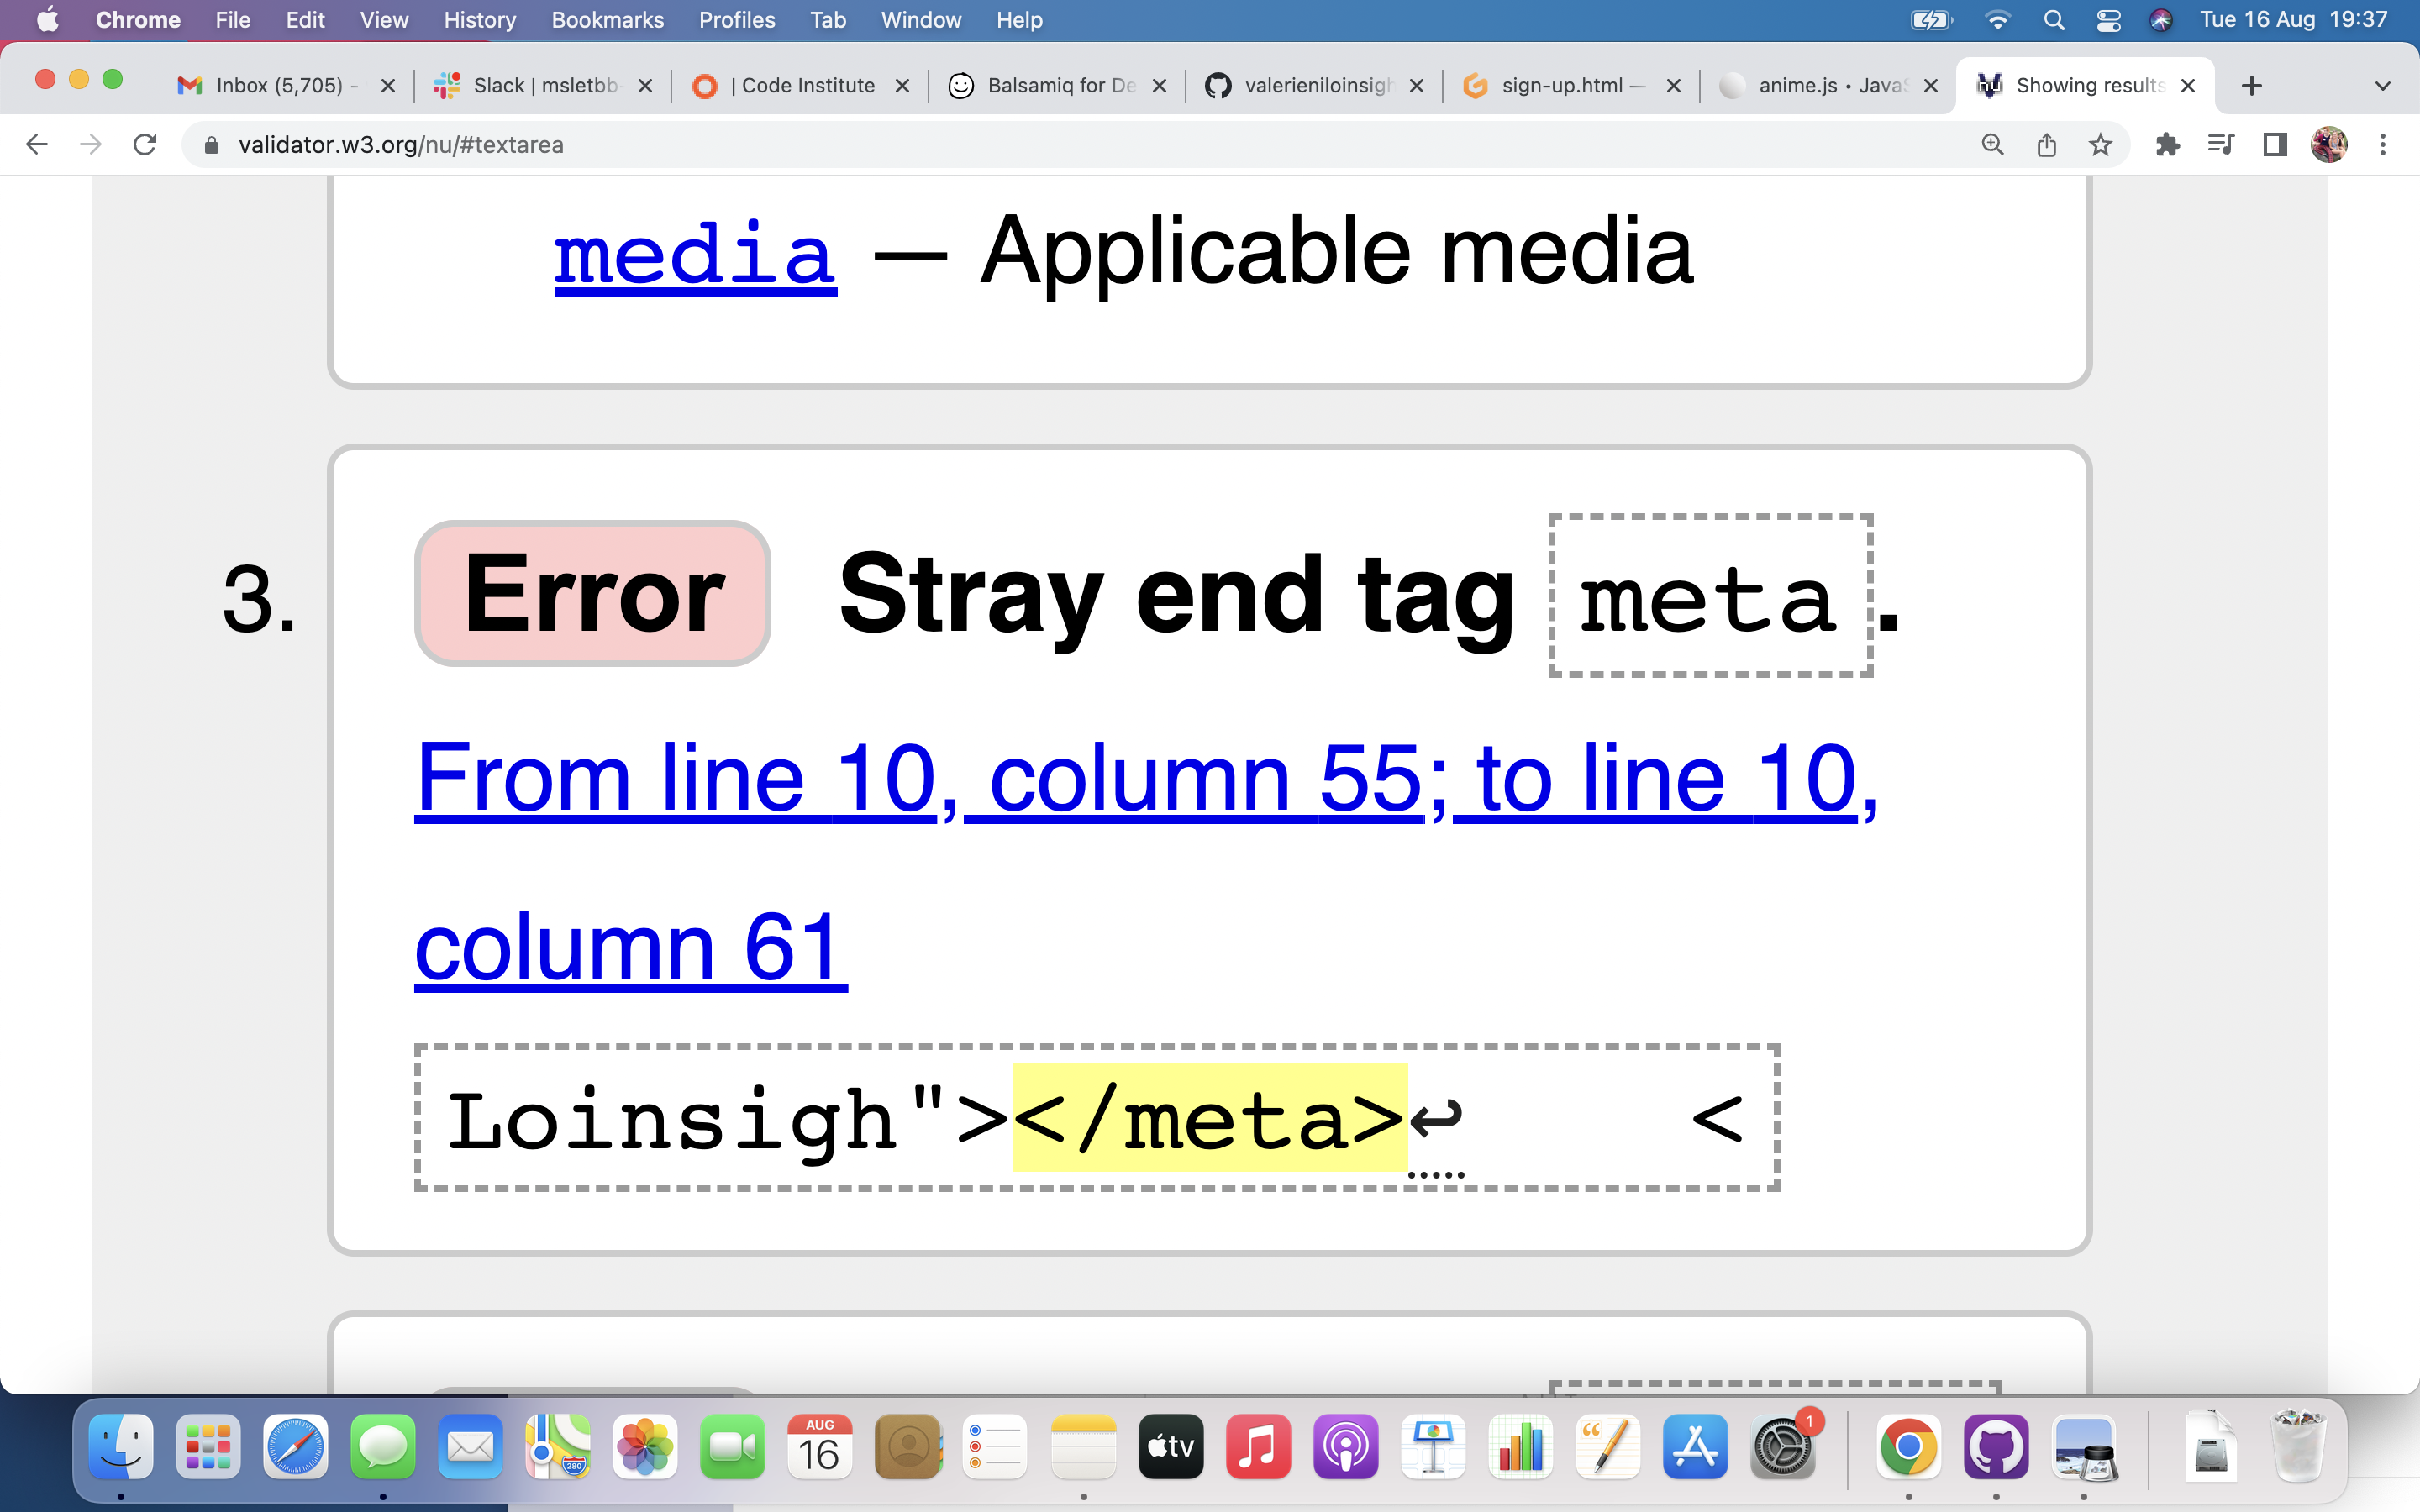 Chrome File Edit View History Bookmarks Profiles Tab Window Help Tue 16 Aug 19:37
Inbox (5,705) - Slack | msletbb- | Code Institute Balsamiq for De valerieniloinsigh sign-up.html — anime.js • Javas Showing results
validator.w3.org/nu/#textarea
media — Applicable media
3. Error Stray end tag meta.
From line 10, column 55; to line 10,
column 61
Loinsigh"></meta>↩ <
AUG
16
tv
280
1